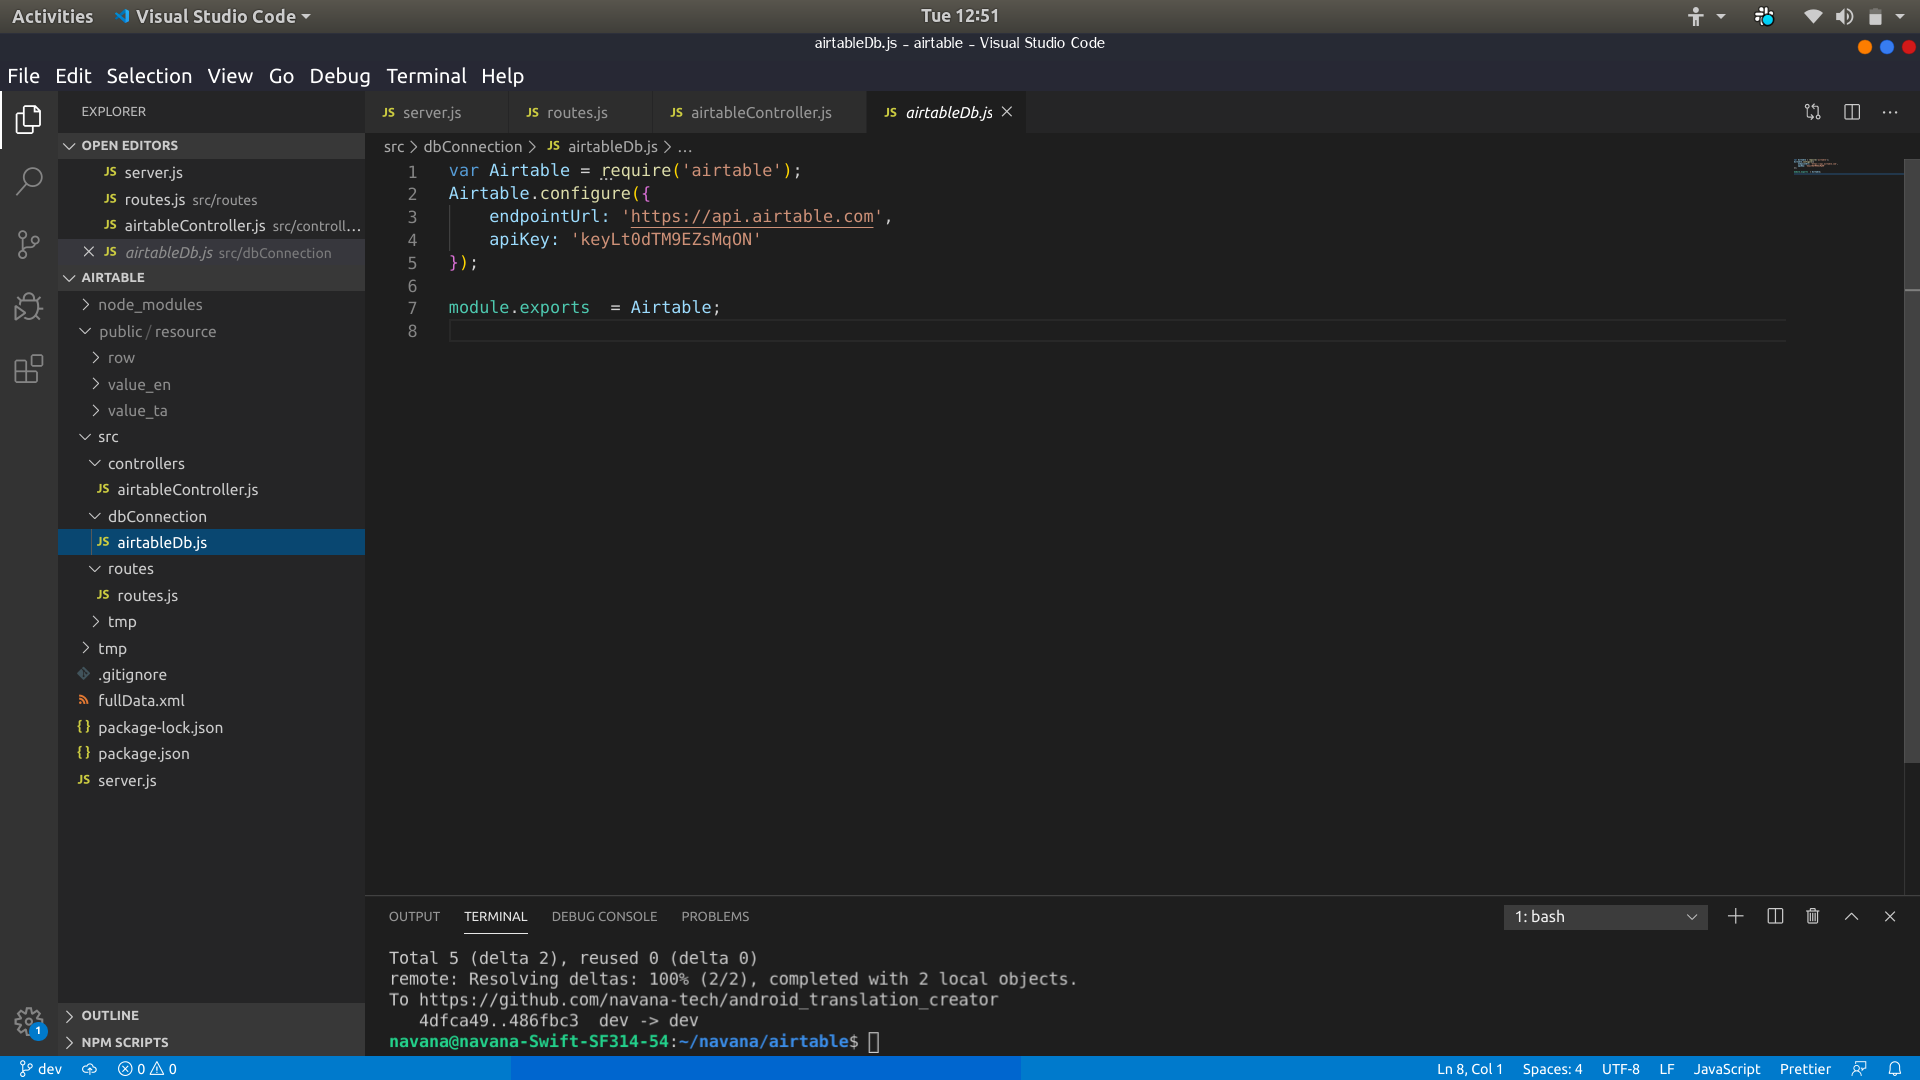 Activities Visual Studio Code Tue 12:51
airtableDb.js - airtable - Visual Studio Code
File Edit Selection View Go Debug Terminal Help
EXPLORER
OPEN EDITORS
JS server.js
JS routes.js src/routes
JS airtableController.js src/controll...
JS airtableDb.js src/dbConnection
AIRTABLE
node_modules
public / resource
row
value_en
value_ta
src
controllers
JS airtableController.js
dbConnection
JS airtableDb.js
routes
JS routes.js
tmp
tmp
.gitignore
fullData.xml
{} package-lock.json
{} package.json
JS server.js
OUTLINE
NPM SCRIPTS
1
JS server.js JS routes.js JS airtableController.js JS airtableDb.js
src > dbConnection > JS airtableDb.js > ...
1 var Airtable = require('airtable');
2 Airtable.configure({
3 endpointUrl: 'https://api.airtable.com',
4 apiKey: 'keyLt0dTM9EZsMqON'
5 });
6
7 module.exports  = Airtable;
8
OUTPUT TERMINAL DEBUG CONSOLE PROBLEMS 1: bash
Total 5 (delta 2), reused 0 (delta 0)
remote: Resolving deltas: 100% (2/2), completed with 2 local objects.
To https://github.com/navana-tech/android_translation_creator
4dfca49..486fbc3  dev -> dev
navana@navana-Swift-SF314-54:~/navana/airtable$
dev 0 0 Ln 8, Col 1 Spaces: 4 UTF-8 LF JavaScript Prettier